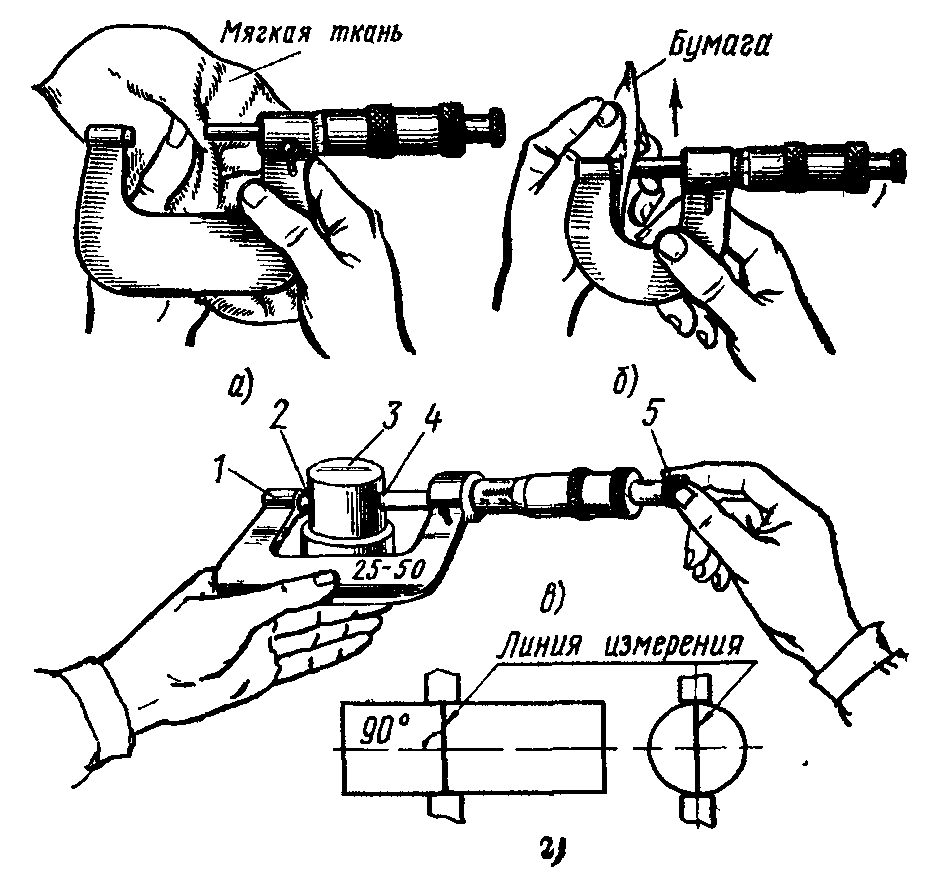 Мягкая ткань
Бумага
а)
б)
1
2
3
4
5
25-50
в)
Линия измерения
90°
г)